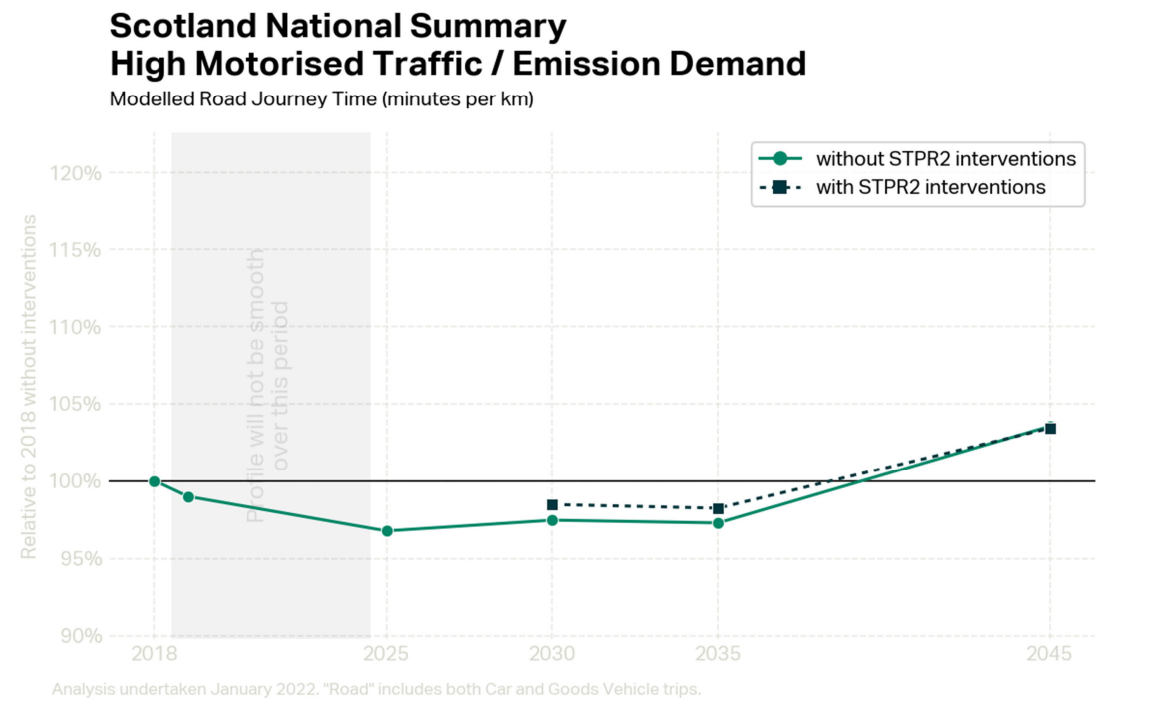 Scotland National Summary
High Motorised Traffic / Emission Demand
Modelled Road Journey Time (minutes per km)
without STPR2 interventions
with STPR2 interventions
Relative to 2018 without interventions
120%
115%
110%
105%
100%
95%
90%
Profile will not be smooth
over this period
2018
2025
2030
2035
2045
Analysis undertaken January 2022. "Road" includes both Car and Goods Vehicle trips.